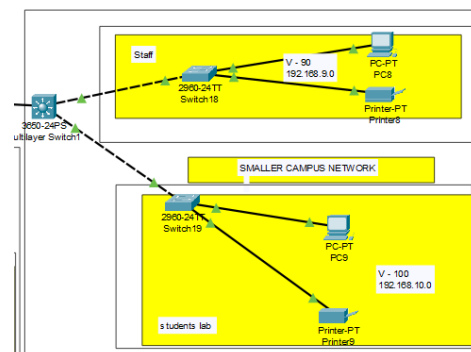 Staff
V - 90
192.168.9.0
PC-PT
PC8
2960-24TT
Switch18
Printer-PT
Printer8
3650-24PS
ultilayer Switch1
SMALLER CAMPUS NETWORK
2960-24TT
Switch19
PC-PT
PC9
V - 100
192.168.10.0
Printer-PT
Printer9
students lab